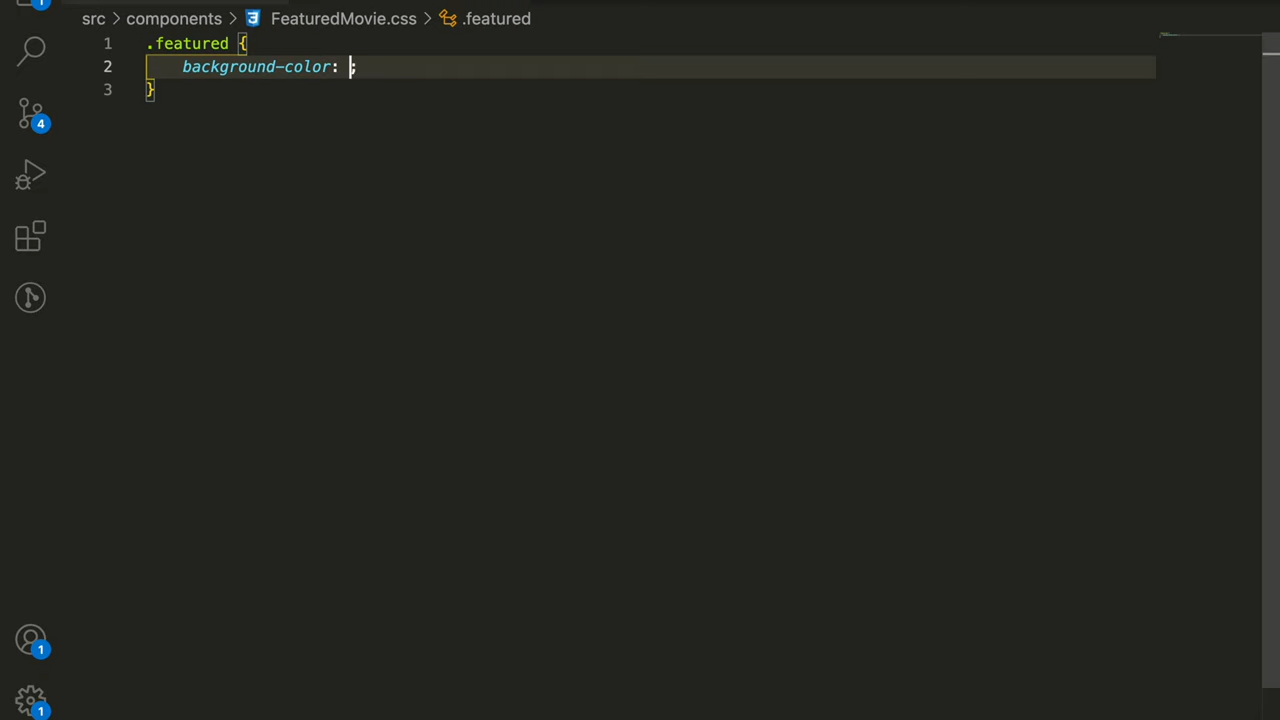 1
src > components > FeaturedMovie.css > .featured
1 .featured {
2 background-color: ;
3 }
4
1
1